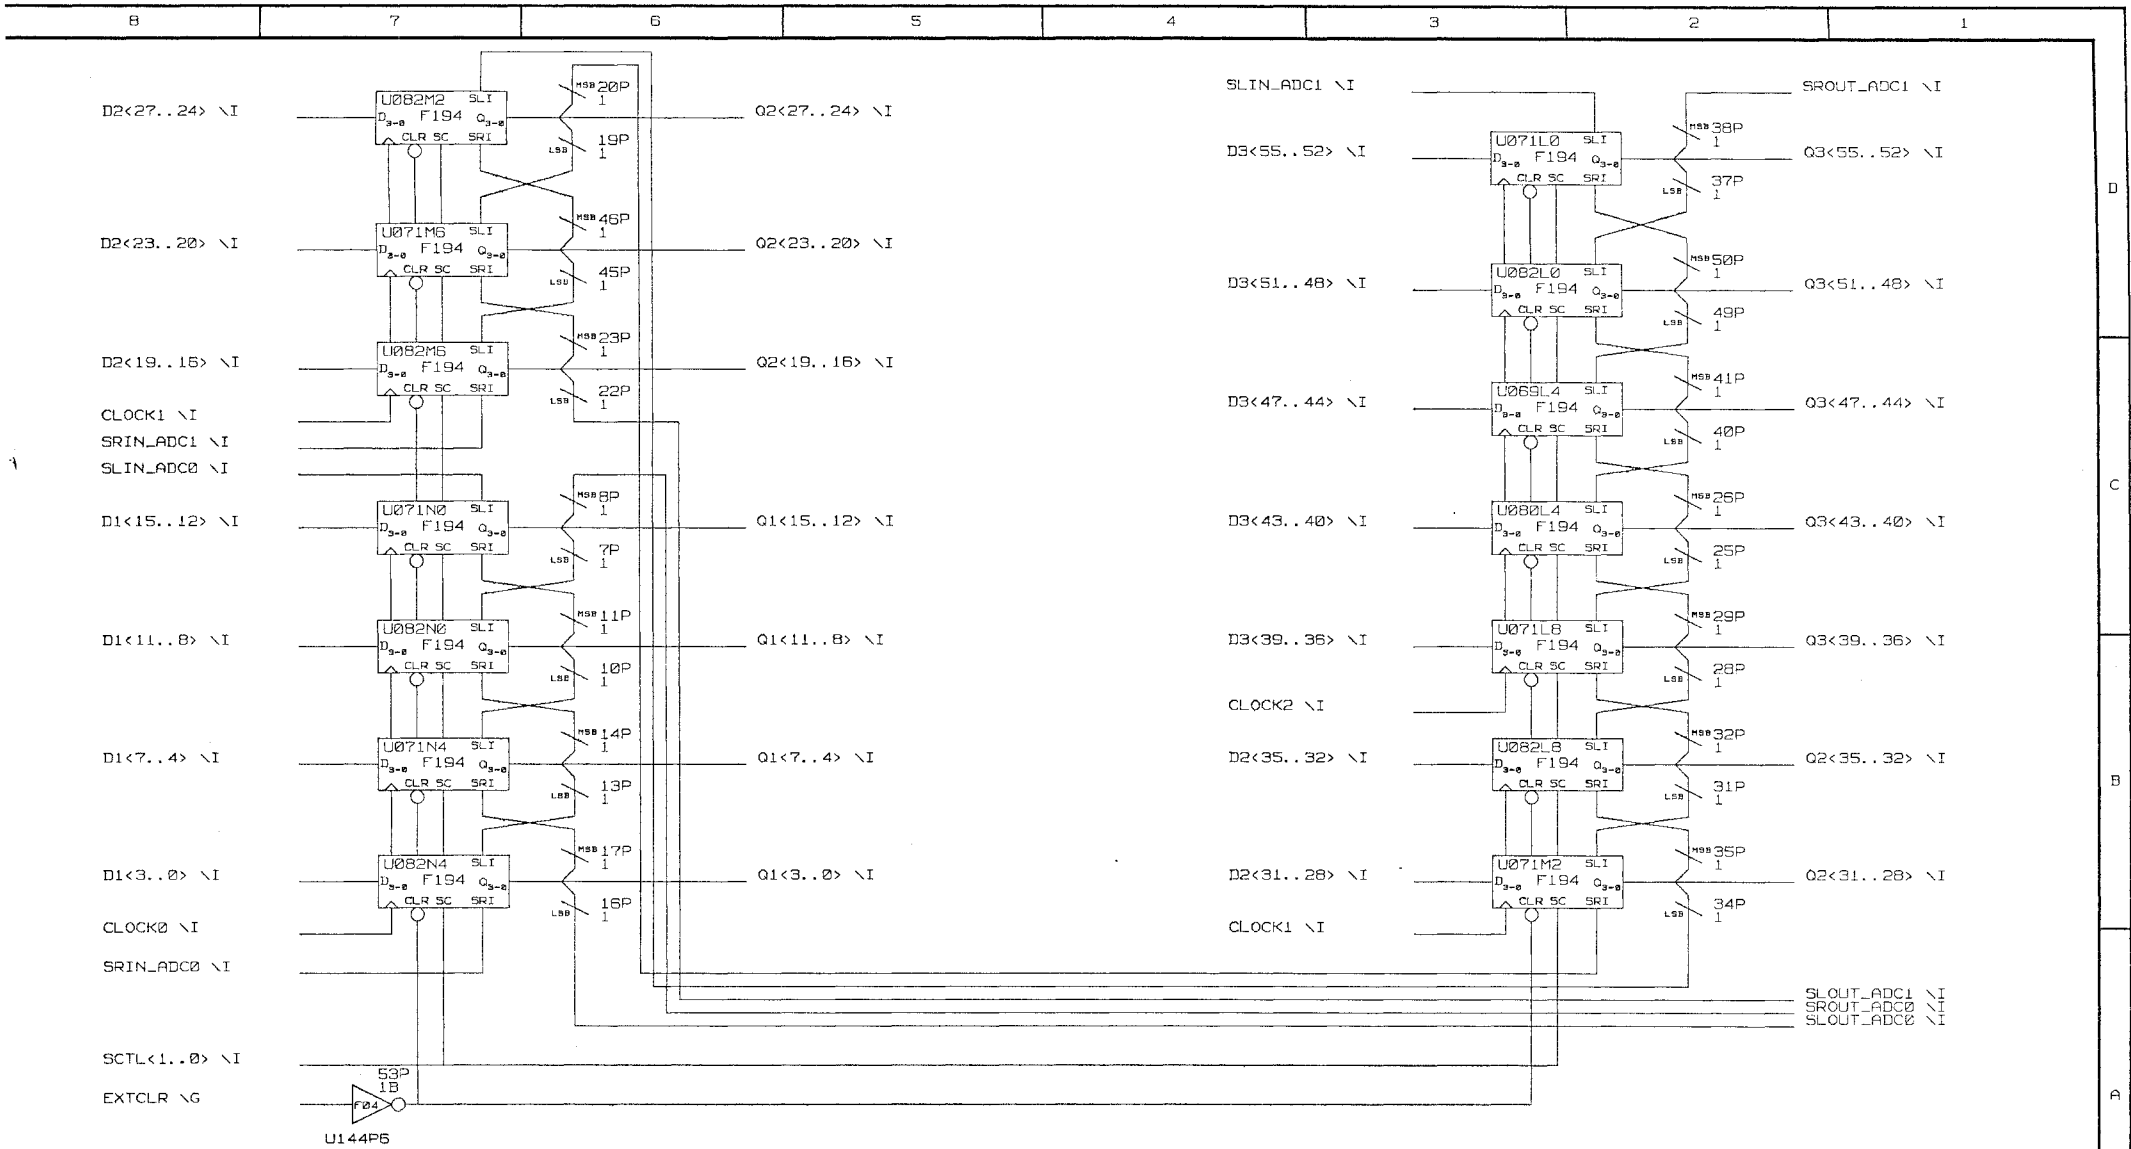 8 7 6 5 4 3 2 1
D2<27..24> \I
U082M2 SLI
D3-0 F194 Q3-0
CLR SC SRI
MSB 20P
1
19P
LSB 1
Q2<27..24> \I
D2<23..20> \I
U071M6 SLI
D3-0 F194 Q3-0
CLR SC SRI
MSB 46P
1
45P
LSB 1
Q2<23..20> \I
D2<19..16> \I
U082M6 SLI
D3-0 F194 Q3-0
CLR SC SRI
MSB 23P
1
22P
LSB 1
Q2<19..16> \I
CLOCK1 \I
SRIN_ADC1 \I
SLIN_ADC0 \I
D1<15..12> \I
U071N0 SLI
D3-0 F194 Q3-0
CLR SC SRI
MSB 8P
1
7P
LSB 1
Q1<15..12> \I
D1<11..8> \I
U082N0 SLI
D3-0 F194 Q3-0
CLR SC SRI
MSB 11P
1
10P
LSB 1
Q1<11..8> \I
D1<7..4> \I
U071N4 SLI
D3-0 F194 Q3-0
CLR SC SRI
MSB 14P
1
13P
LSB 1
Q1<7..4> \I
D1<3..0> \I
U082N4 SLI
D3-0 F194 Q3-0
CLR SC SRI
MSB 17P
1
16P
LSB 1
Q1<3..0> \I
CLOCK0 \I
SRIN_ADC0 \I
SCTL<1..0> \I
53P
1B
EXTCLR \G
F04
U144P6
SLIN_ADC1 \I
SROUT_ADC1 \I
D3<55..52> \I
U071L0 SLI
D3-0 F194 Q3-0
CLR SC SRI
MSB 38P
1
37P
LSB 1
Q3<55..52> \I
D3<51..48> \I
U082L0 SLI
D3-0 F194 Q3-0
CLR SC SRI
MSB 50P
1
49P
LSB 1
Q3<51..48> \I
D3<47..44> \I
U069L4 SLI
D3-0 F194 Q3-0
CLR SC SRI
MSB 41P
1
40P
LSB 1
Q3<47..44> \I
D3<43..40> \I
U080L4 SLI
D3-0 F194 Q3-0
CLR SC SRI
MSB 26P
1
25P
LSB 1
Q3<43..40> \I
D3<39..36> \I
U071L8 SLI
D3-0 F194 Q3-0
CLR SC SRI
MSB 29P
1
28P
LSB 1
Q3<39..36> \I
CLOCK2 \I
D2<35..32> \I
U082L8 SLI
D3-0 F194 Q3-0
CLR SC SRI
MSB 32P
1
31P
LSB 1
Q2<35..32> \I
D2<31..28> \I
U071M2 SLI
D3-0 F194 Q3-0
CLR SC SRI
MSB 35P
1
34P
LSB 1
Q2<31..28> \I
CLOCK1 \I
SLOUT_ADC1 \I
SROUT_ADC0 \I
SLOUT_ADC0 \I
D
C
B
A